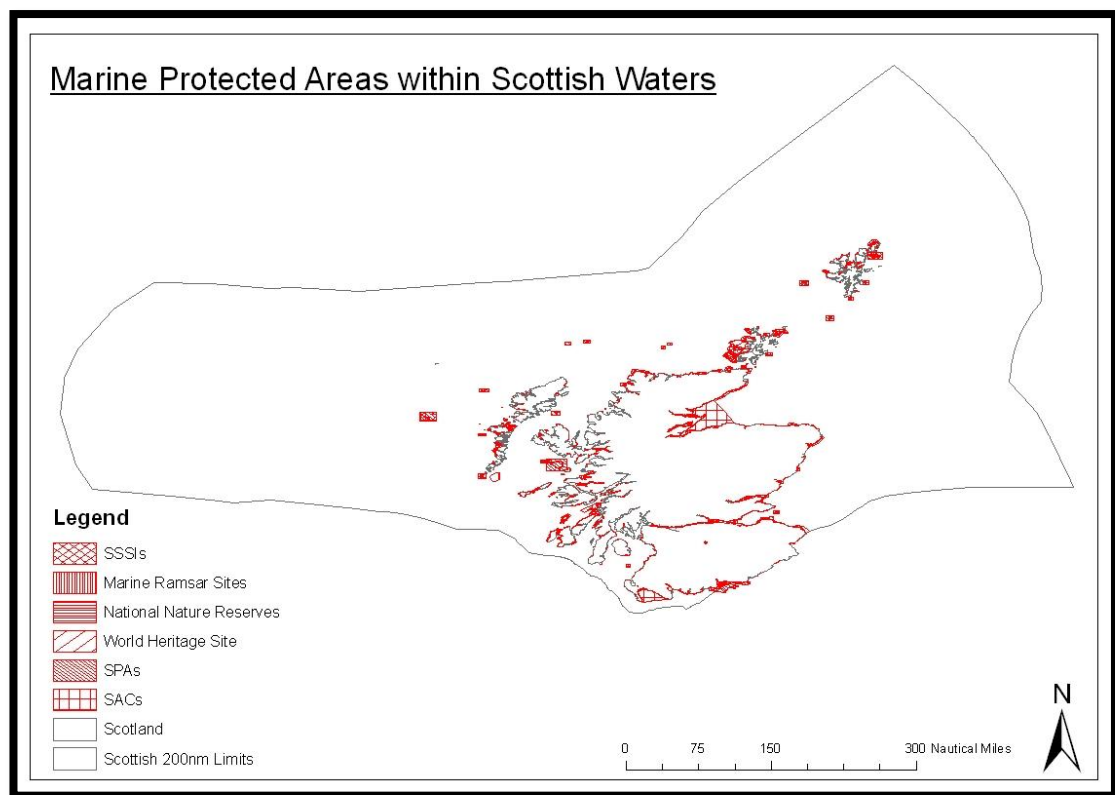 Marine Protected Areas within Scottish Waters
Legend
SSSIs
Marine Ramsar Sites
National Nature Reserves
World Heritage Site
SPAs
SACs
Scotland
Scottish 200nm Limits
0 75 150 300 Nautical Miles
N